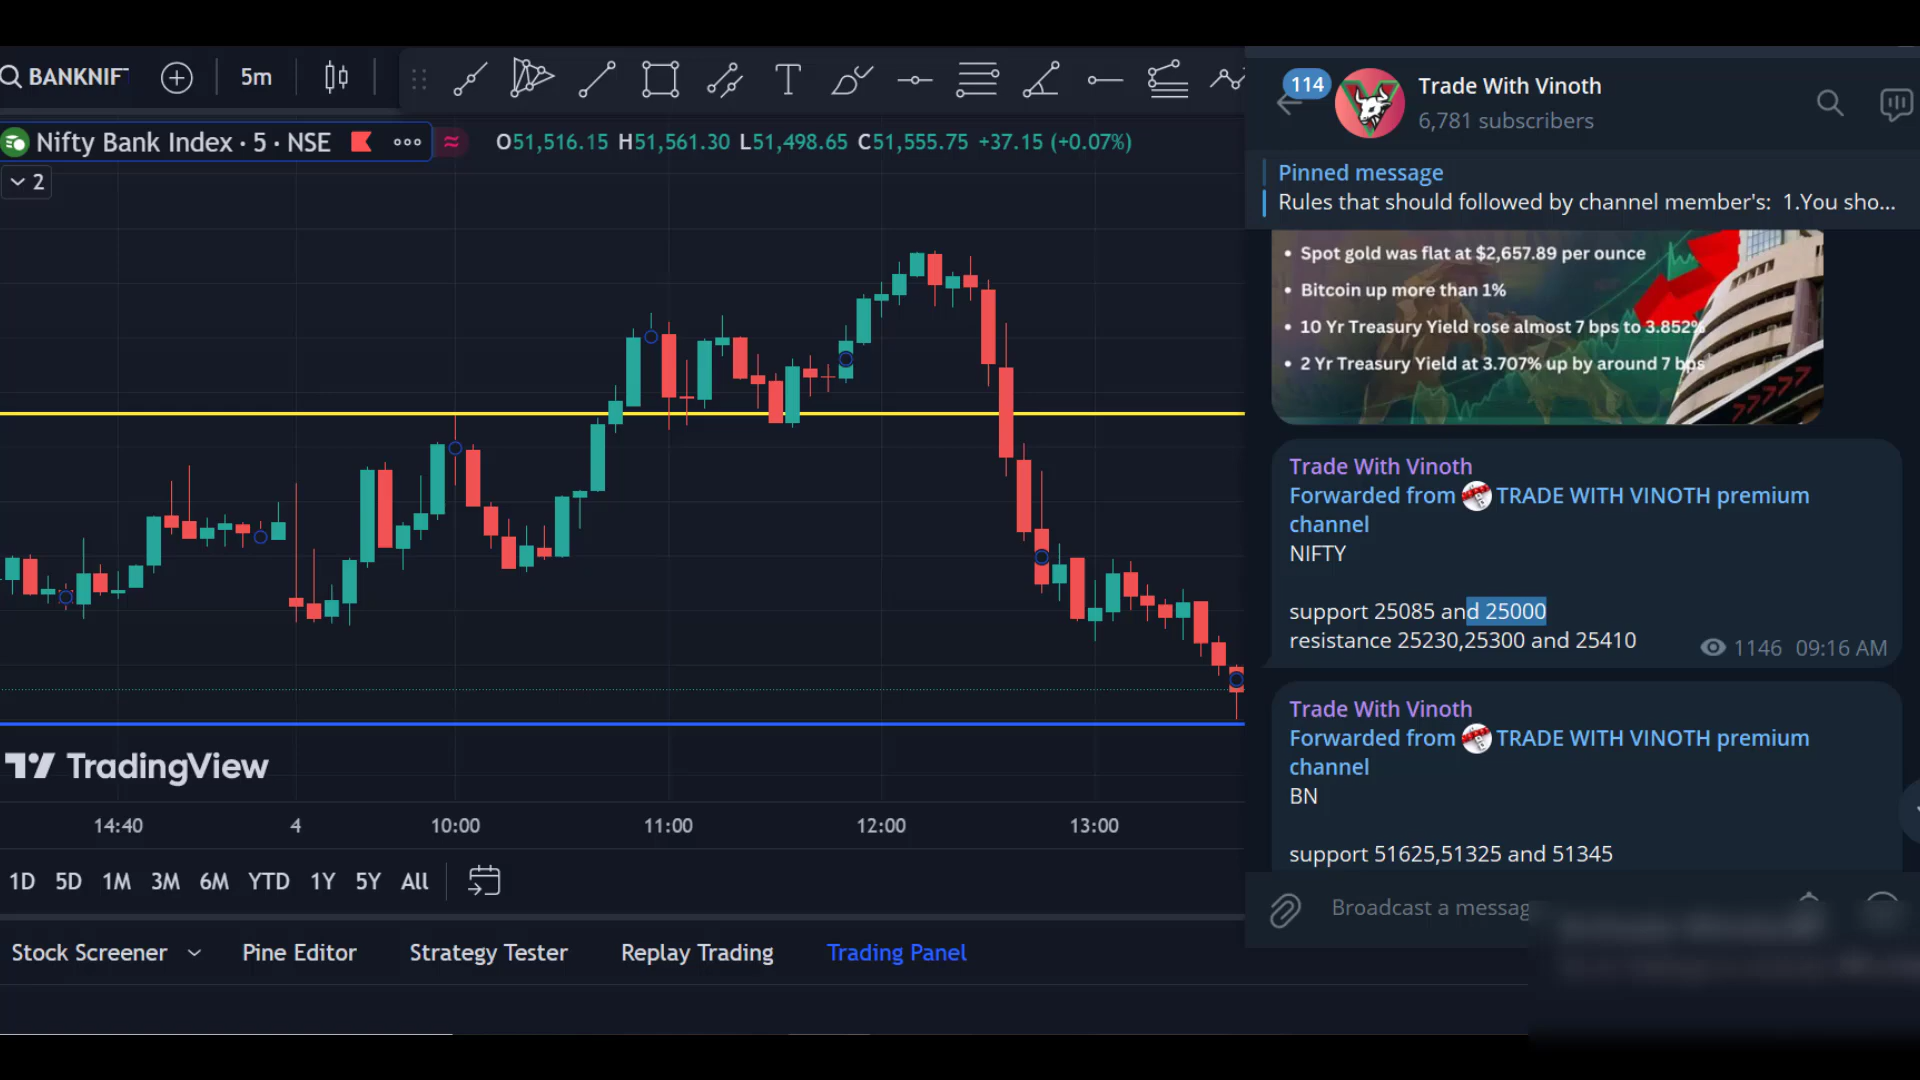 BANKNIF
5m
Nifty Bank Index · 5 · NSE
O51,516.15 H51,561.30 L51,498.65 C51,555.75 +37.15 (+0.07%)
2
TradingView
14:40 4 10:00 11:00 12:00 13:00
1D 5D 1M 3M 6M YTD 1Y 5Y All
Stock Screener Pine Editor Strategy Tester Replay Trading Trading Panel
114
Trade With Vinoth
6,781 subscribers
Pinned message
Rules that should followed by channel member's: 1.You sho...
• Spot gold was flat at $2,657.89 per ounce
• Bitcoin up more than 1%
• 10 Yr Treasury Yield rose almost 7 bps to 3.852%
• 2 Yr Treasury Yield at 3.707% up by around 7 bps
Trade With Vinoth
Forwarded from TRADE WITH VINOTH premium
channel
NIFTY
support 25085 and 25000
resistance 25230,25300 and 25410
1146 09:16 AM
Trade With Vinoth
Forwarded from TRADE WITH VINOTH premium
channel
BN
support 51625,51325 and 51345
Broadcast a messag